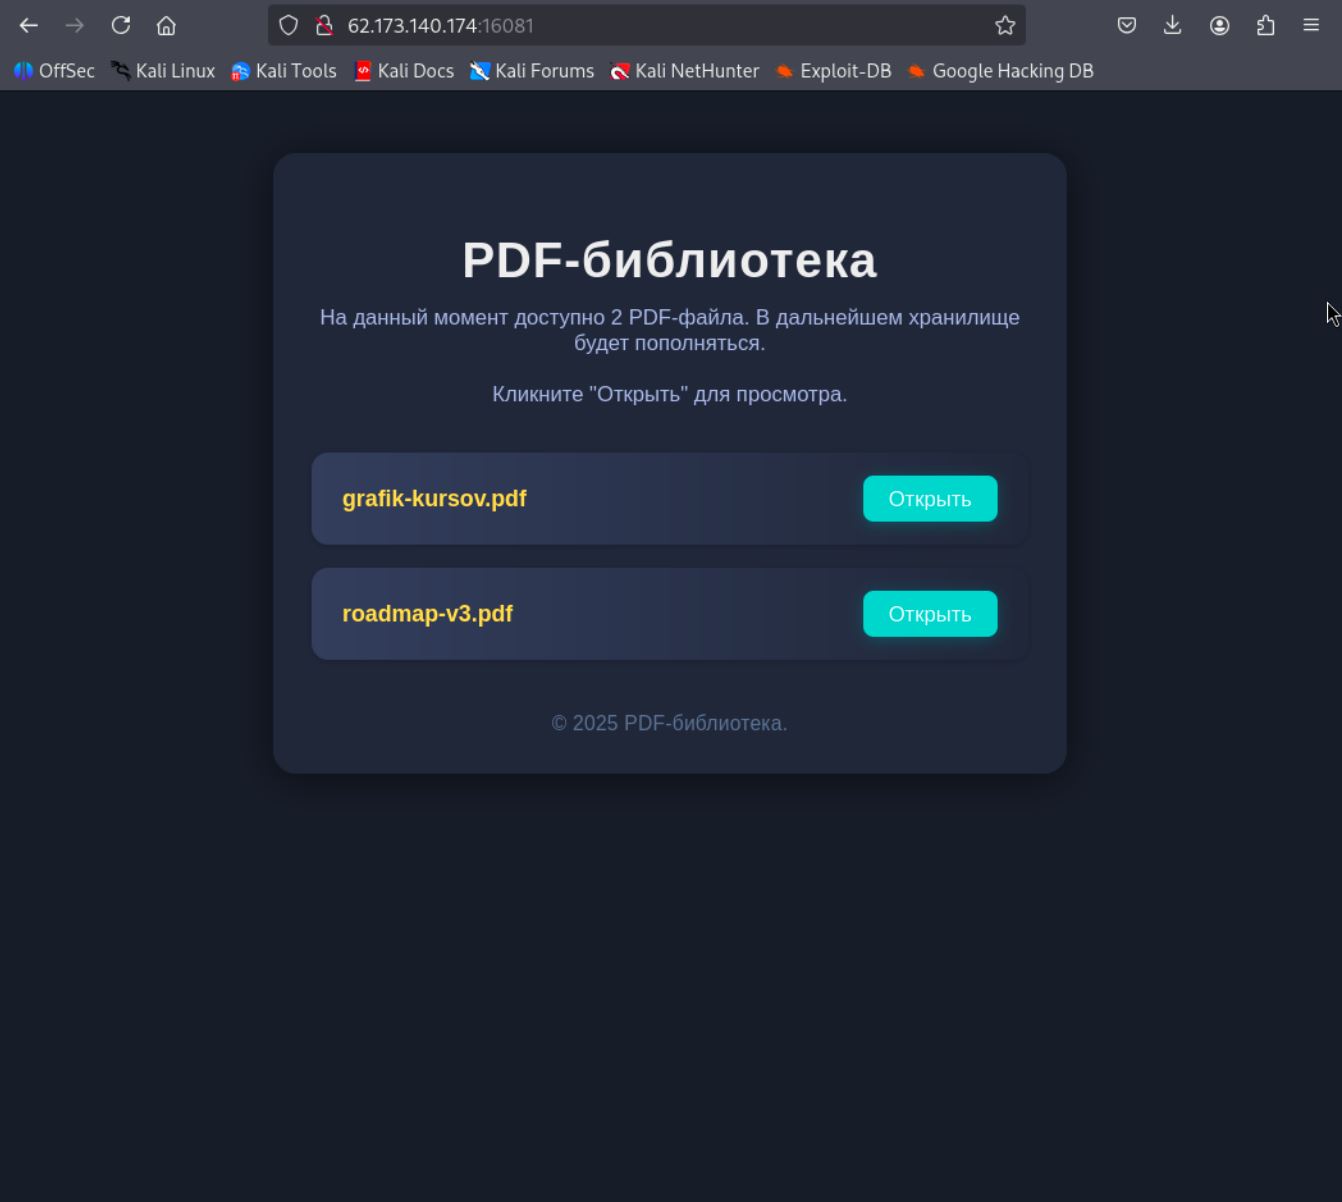 62.173.140.174:16081
OffSec Kali Linux Kali Tools Kali Docs Kali Forums Kali NetHunter Exploit-DB Google Hacking DB
PDF-библиотека
На данный момент доступно 2 PDF-файла. В дальнейшем хранилище
будет пополняться.
Кликните "Открыть" для просмотра.
grafik-kursov.pdf Открыть
roadmap-v3.pdf Открыть
© 2025 PDF-библиотека.